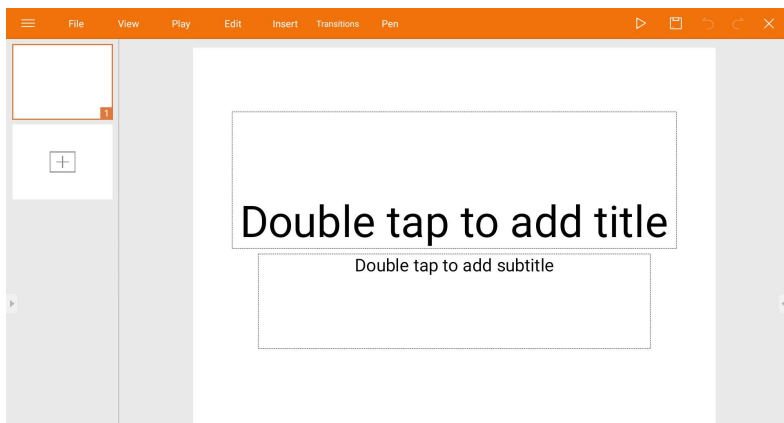 File View Play Edit Insert Transitions Pen
1
Double tap to add title
Double tap to add subtitle